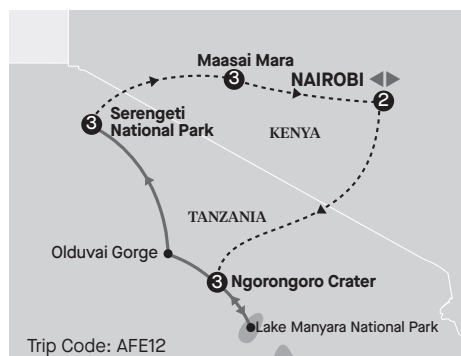 Maasai Mara
3
NAIROBI
2
3
Serengeti
National Park
KENYA
TANZANIA
Olduvai Gorge
3
Ngorongoro Crater
Lake Manyara National Park
Trip Code: AFE12